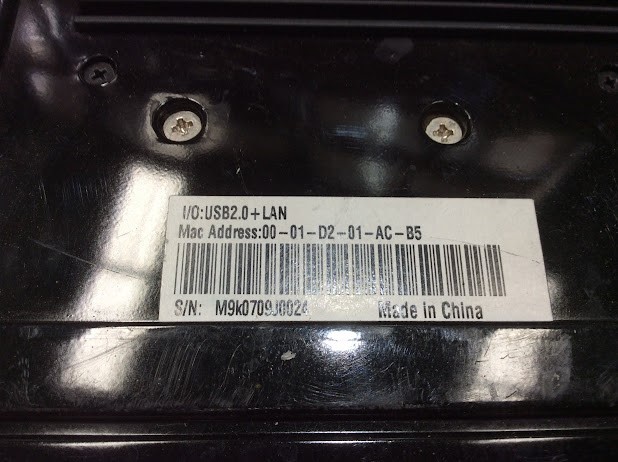 I/O:USB2.0+LAN
Mac Address:00-01-D2-01-AC-B5
S/N: M9k0709J0024 Made in China